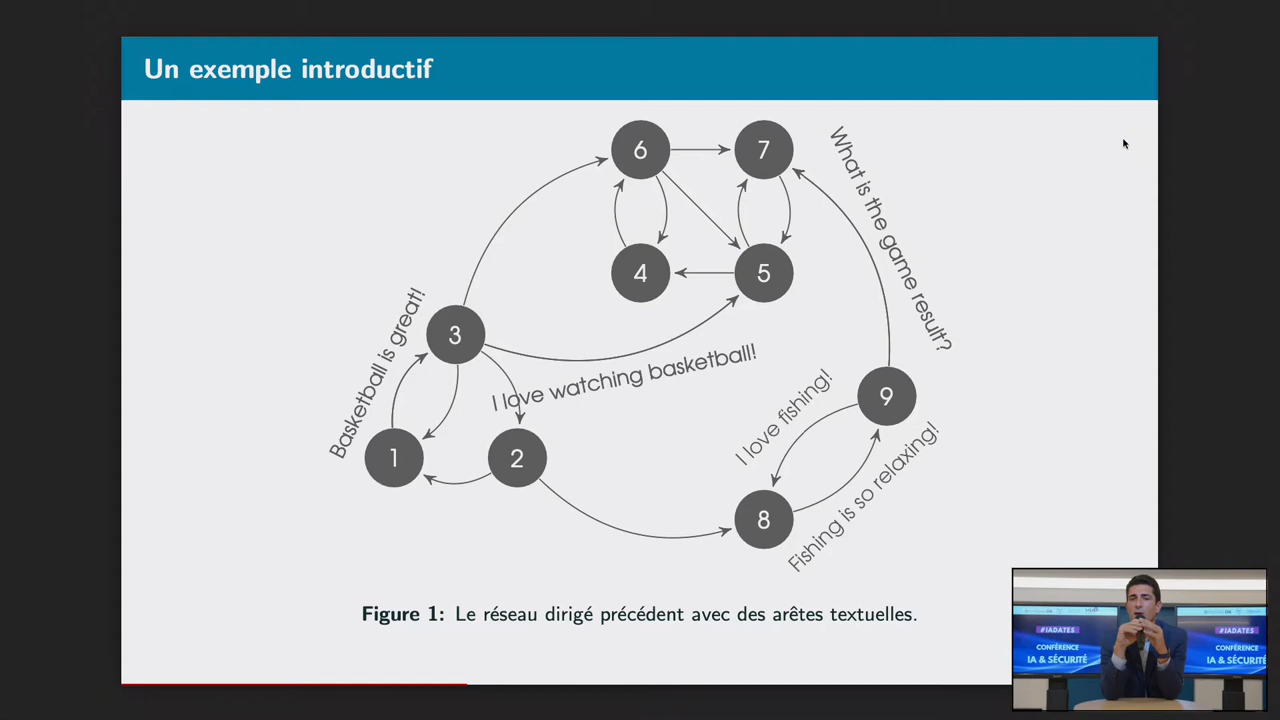 Un exemple introductif
6
7
What is the game result?
4
5
Basketball is great!
3
I love watching basketball!
I love fishing!
9
1
2
Fishing is so relaxing!
8
Figure 1: Le réseau dirigé précédent avec des arêtes textuelles.
#IADATES
CONFÉRENCE
IA & SÉCURITÉ
#IADATES
CONFÉRENCE
IA & SÉCURITÉ